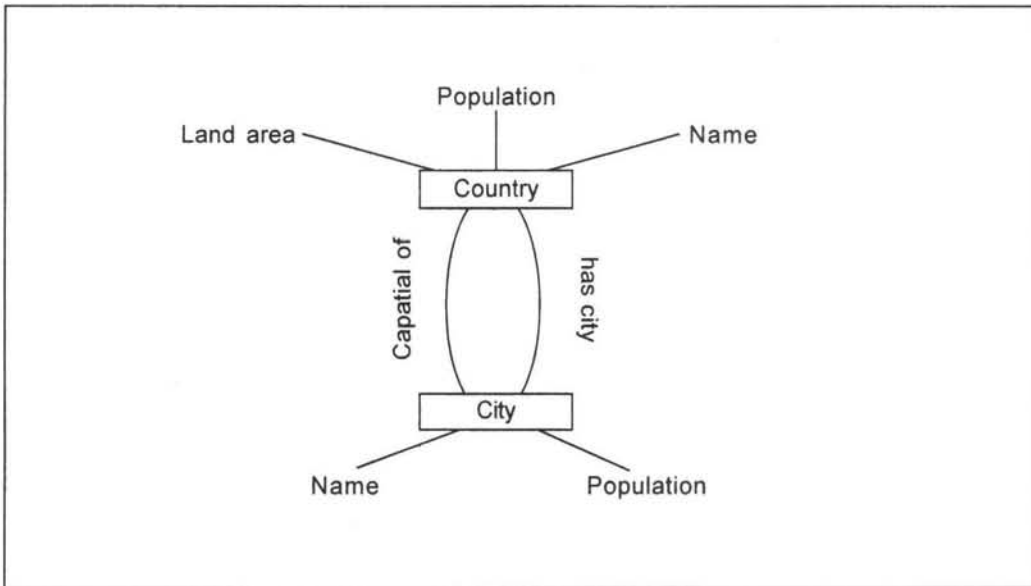 Population
Land area
Name
Country
Capatial of
has city
City
Name
Population